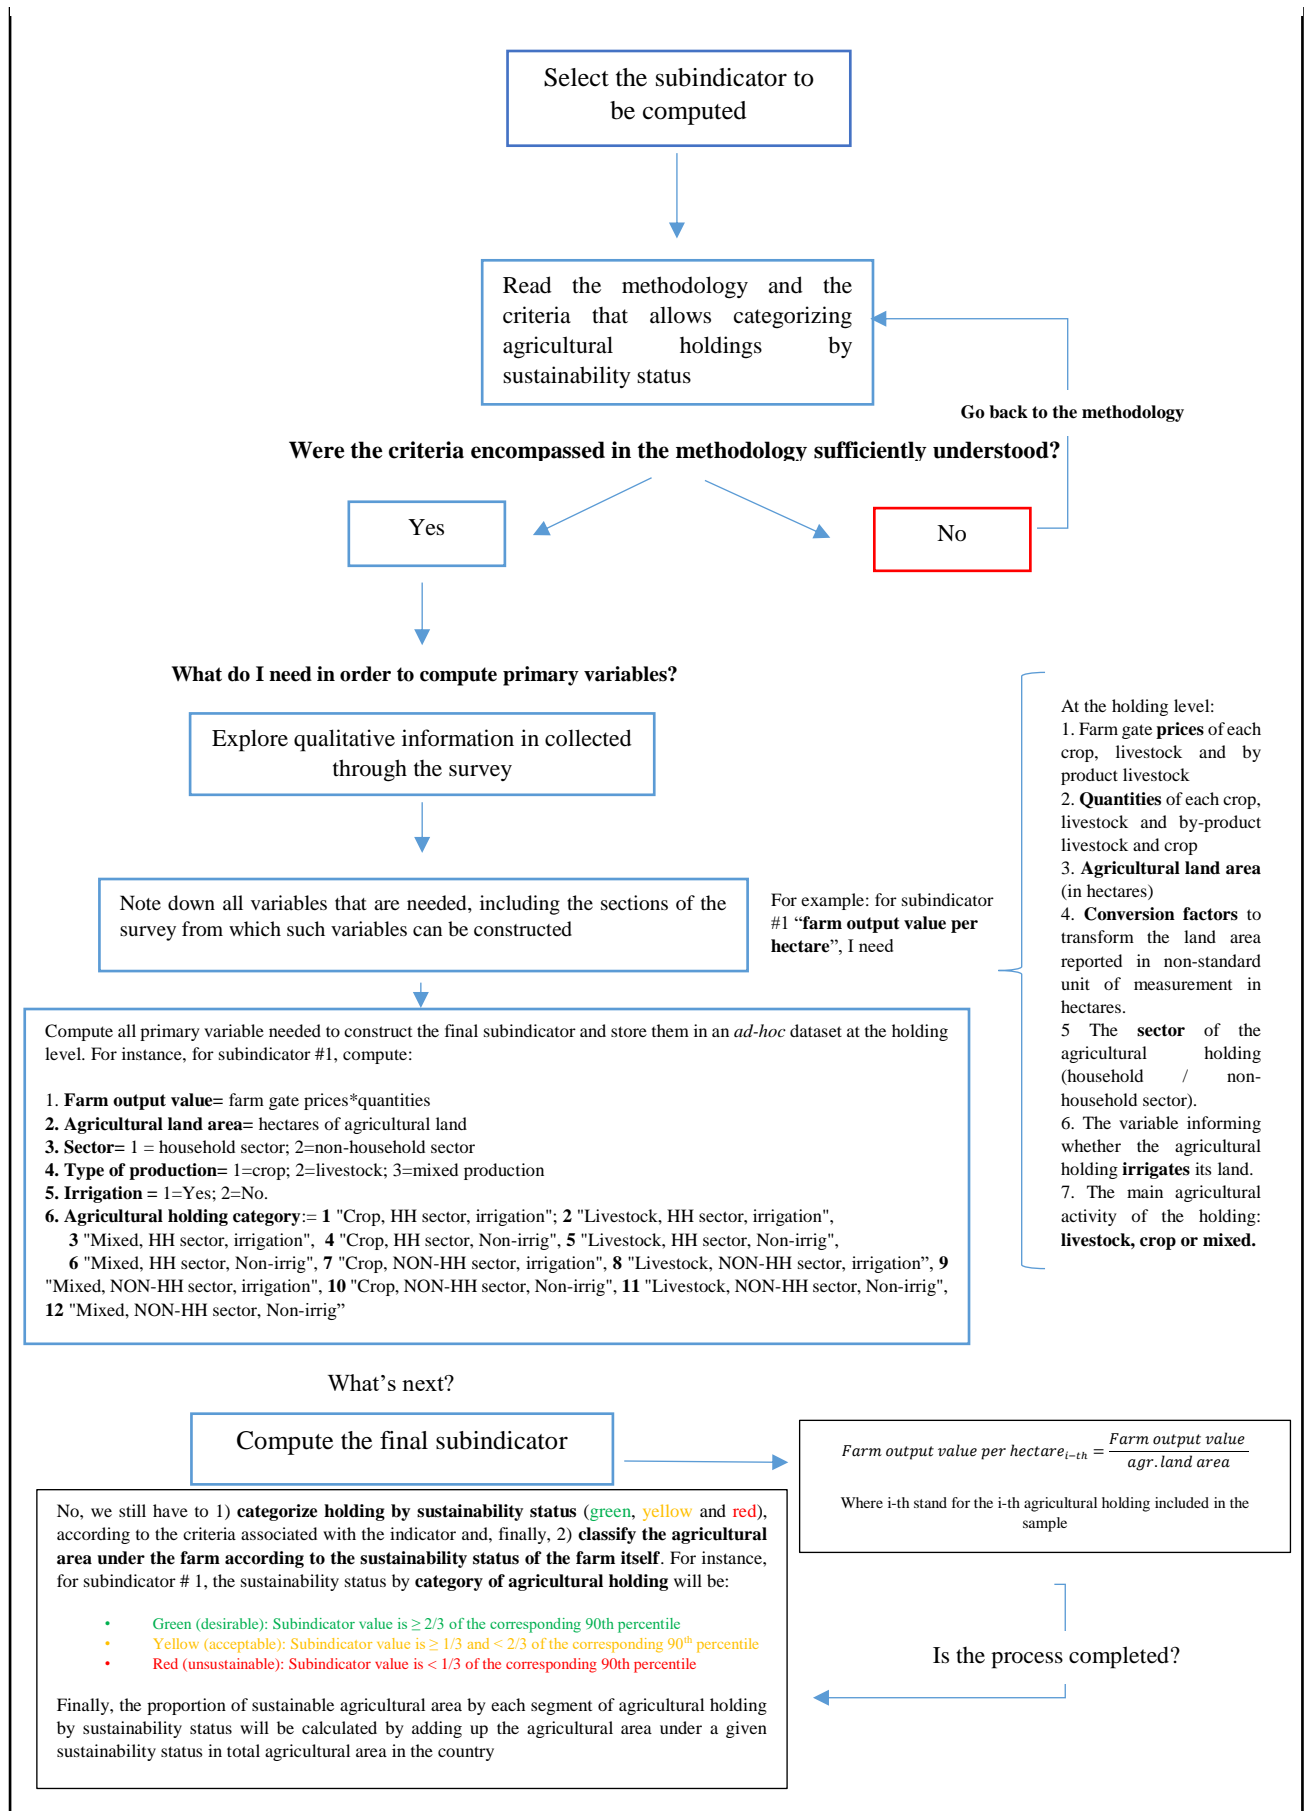 Select the subindicator to
be computed
Read the methodology and the
criteria that allows categorizing
agricultural holdings by
sustainability status
Go back to the methodology
Were the criteria encompassed in the methodology sufficiently understood?
Yes
No
What do I need in order to compute primary variables?
Explore qualitative information in collected
through the survey
Note down all variables that are needed, including the sections of the
survey from which such variables can be constructed
For example: for subindicator
#1 “farm output value per
hectare”, I need
At the holding level:
1. Farm gate prices of each
crop, livestock and by
product livestock
2. Quantities of each crop,
livestock and by-product
livestock and crop
3. Agricultural land area
(in hectares)
4. Conversion factors to
transform the land area
reported in non-standard
unit of measurement in
hectares.
5 The sector of the
agricultural holding
(household / non-
household sector).
6. The variable informing
whether the agricultural
holding irrigates its land.
7. The main agricultural
activity of the holding:
livestock, crop or mixed.
Compute all primary variable needed to construct the final subindicator and store them in an ad-hoc dataset at the holding
level. For instance, for subindicator #1, compute:
1. Farm output value= farm gate prices*quantities
2. Agricultural land area= hectares of agricultural land
3. Sector= 1 = household sector; 2=non-household sector
4. Type of production= 1=crop; 2=livestock; 3=mixed production
5. Irrigation = 1=Yes; 2=No.
6. Agricultural holding category:= 1 "Crop, HH sector, irrigation"; 2 "Livestock, HH sector, irrigation",
3 "Mixed, HH sector, irrigation", 4 "Crop, HH sector, Non-irrig", 5 "Livestock, HH sector, Non-irrig",
6 "Mixed, HH sector, Non-irrig", 7 "Crop, NON-HH sector, irrigation", 8 "Livestock, NON-HH sector, irrigation”, 9
"Mixed, NON-HH sector, irrigation", 10 "Crop, NON-HH sector, Non-irrig", 11 "Livestock, NON-HH sector, Non-irrig",
12 "Mixed, NON-HH sector, Non-irrig”
What’s next?
Compute the final subindicator
Farm output value per hectare i−th = Farm output value / agr. land area
Where i-th stand for the i-th agricultural holding included in the
sample
Is the process completed?
No, we still have to 1) categorize holding by sustainability status (green, yellow and red),
according to the criteria associated with the indicator and, finally, 2) classify the agricultural
area under the farm according to the sustainability status of the farm itself. For instance,
for subindicator # 1, the sustainability status by category of agricultural holding will be:
• Green (desirable): Subindicator value is ≥ 2/3 of the corresponding 90th percentile
• Yellow (acceptable): Subindicator value is ≥ 1/3 and < 2/3 of the corresponding 90th percentile
• Red (unsustainable): Subindicator value is < 1/3 of the corresponding 90th percentile
Finally, the proportion of sustainable agricultural area by each segment of agricultural holding
by sustainability status will be calculated by adding up the agricultural area under a given
sustainability status in total agricultural area in the country